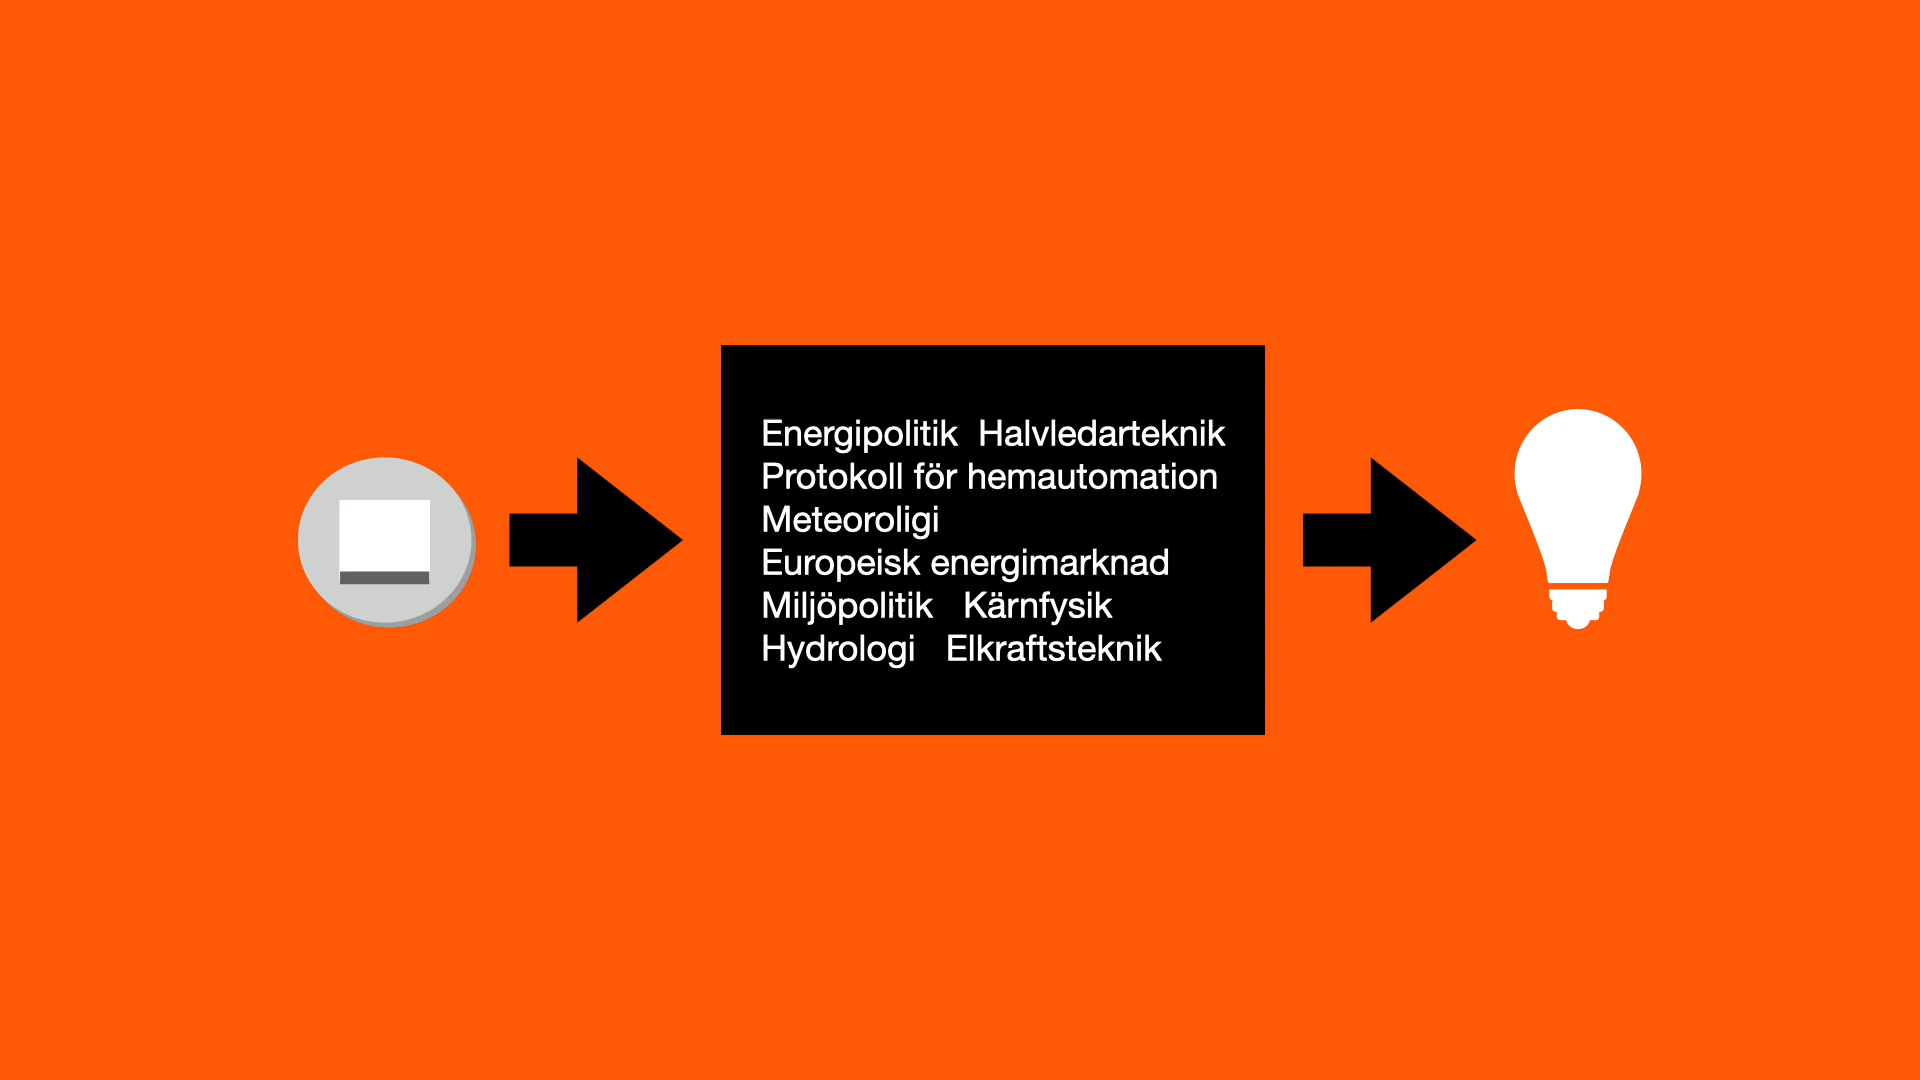 Energipolitik  Halvledarteknik
Protokoll för hemautomation
Meteoroligi
Europeisk energimarknad
Miljöpolitik   Kärnfysik
Hydrologi   Elkraftsteknik